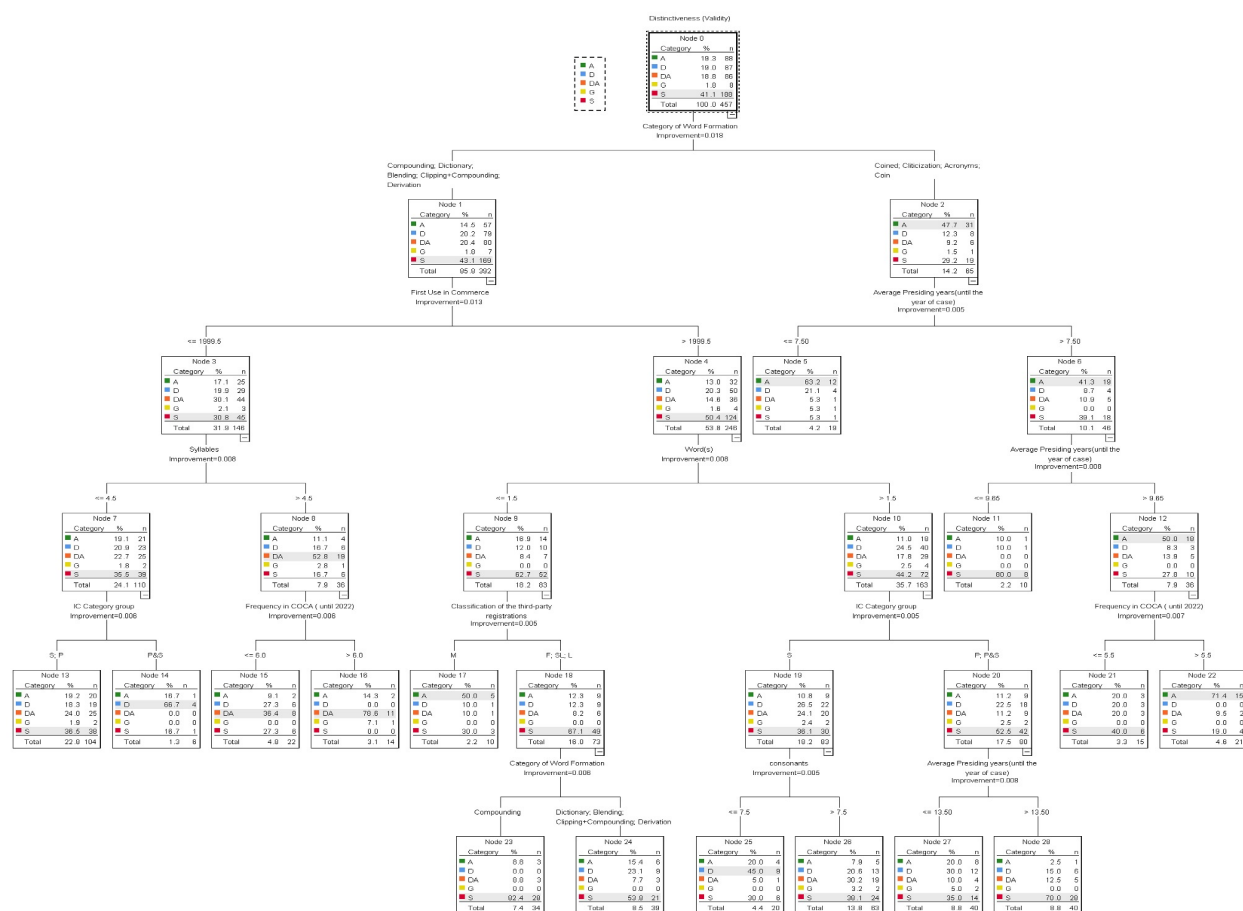 Distinctiveness (Validity)
A
D
DA
G
S
Node 0
Category % n
A 19.3 88
D 19.0 87
DA 18.8 86
G 1.8 8
S 41.1 188
Total 100.0 457
Category of Word Formation
Improvement=0.018
Compounding; Dictionary;
Blending; Clipping+Compounding;
Derivation
Coined; Cliticization; Acronyms;
Coin
Node 1
Category % n
A 14.5 57
D 20.2 79
DA 20.4 80
G 1.8 7
S 43.1 169
Total 85.8 392
First Use in Commerce
Improvement=0.013
Node 2
Category % n
A 47.7 31
D 12.3 8
DA 9.2 6
G 1.5 1
S 29.2 19
Total 14.2 65
Average Presiding years(until the
year of case)
Improvement=0.005
<= 1999.5
> 1999.5
<= 7.50
> 7.50
Node 3
Category % n
A 17.1 25
D 19.9 29
DA 30.1 44
G 2.1 3
S 30.8 45
Total 31.9 146
Syllables
Improvement=0.008
Node 4
Category % n
A 13.0 32
D 20.3 50
DA 14.6 36
G 1.6 4
S 50.4 124
Total 53.8 246
Word(s)
Improvement=0.008
Node 5
Category % n
A 63.2 12
D 21.1 4
DA 5.3 1
G 5.3 1
S 5.3 1
Total 4.2 19
Node 6
Category % n
A 41.3 19
D 8.7 4
DA 10.9 5
G 0.0 0
S 39.1 18
Total 10.1 46
Average Presiding years(until the
year of case)
Improvement=0.008
<= 4.5
> 4.5
<= 1.5
> 1.5
<= 9.65
> 9.65
Node 7
Category % n
A 19.1 21
D 20.9 23
DA 22.7 25
G 1.8 2
S 35.5 39
Total 24.1 110
IC Category group
Improvement=0.006
Node 8
Category % n
A 11.1 4
D 16.7 6
DA 52.8 19
G 2.8 1
S 16.7 6
Total 7.9 36
Frequency in COCA ( until 2022)
Improvement=0.006
Node 9
Category % n
A 16.9 14
D 12.0 10
DA 8.4 7
G 0.0 0
S 62.7 52
Total 18.2 83
Classification of the third-party
registrations
Improvement=0.005
Node 10
Category % n
A 11.0 18
D 24.5 40
DA 17.8 29
G 2.5 4
S 44.2 72
Total 35.7 163
IC Category group
Improvement=0.005
Node 11
Category % n
A 10.0 1
D 10.0 1
DA 0.0 0
G 0.0 0
S 80.0 8
Total 2.2 10
Node 12
Category % n
A 50.0 18
D 8.3 3
DA 13.9 5
G 0.0 0
S 27.8 10
Total 7.9 36
Frequency in COCA ( until 2022)
Improvement=0.007
S; P
P&S
<= 6.0
> 6.0
M
P; SL; L
S
P; P&S
<= 5.5
> 5.5
Node 13
Category % n
A 19.2 20
D 18.3 19
DA 24.0 25
G 1.9 2
S 36.5 38
Total 22.8 104
Node 14
Category % n
A 16.7 1
D 66.7 4
DA 0.0 0
G 0.0 0
S 16.7 1
Total 1.3 6
Node 15
Category % n
A 9.1 2
D 27.3 6
DA 36.4 8
G 0.0 0
S 27.3 6
Total 4.8 22
Node 16
Category % n
A 14.3 2
D 0.0 0
DA 78.6 11
G 7.1 1
S 0.0 0
Total 3.1 14
Node 17
Category % n
A 50.0 5
D 10.0 1
DA 10.0 1
G 0.0 0
S 30.0 3
Total 2.2 10
Node 18
Category % n
A 12.3 9
D 12.3 9
DA 8.2 6
G 0.0 0
S 67.1 49
Total 16.0 73
Category of Word Formation
Improvement=0.006
Node 19
Category % n
A 10.8 9
D 26.5 22
DA 24.1 20
G 2.4 2
S 36.1 30
Total 18.2 83
consonants
Improvement=0.005
Node 20
Category % n
A 11.2 9
D 22.5 18
DA 11.2 9
G 2.5 2
S 52.5 42
Total 17.5 80
Average Presiding years(until the
year of case)
Improvement=0.008
Node 21
Category % n
A 20.0 3
D 20.0 3
DA 20.0 3
G 0.0 0
S 40.0 6
Total 3.3 15
Node 22
Category % n
A 71.4 15
D 0.0 0
DA 9.5 2
G 0.0 0
S 19.0 4
Total 4.6 21
Compounding
Dictionary; Blending;
Clipping+Compounding; Derivation
<= 7.5
> 7.5
<= 13.50
> 13.50
Node 23
Category % n
A 8.8 3
D 0.0 0
DA 8.8 3
G 0.0 0
S 82.4 28
Total 7.4 34
Node 24
Category % n
A 15.4 6
D 23.1 9
DA 7.7 3
G 0.0 0
S 53.8 21
Total 8.5 39
Node 25
Category % n
A 20.0 4
D 45.0 9
DA 5.0 1
G 0.0 0
S 30.0 6
Total 4.4 20
Node 26
Category % n
A 7.9 5
D 20.6 13
DA 30.2 19
G 3.2 2
S 38.1 24
Total 13.8 63
Node 27
Category % n
A 20.0 8
D 30.0 12
DA 10.0 4
G 5.0 2
S 35.0 14
Total 8.8 40
Node 28
Category % n
A 2.5 1
D 15.0 6
DA 12.5 5
G 0.0 0
S 70.0 28
Total 8.8 40